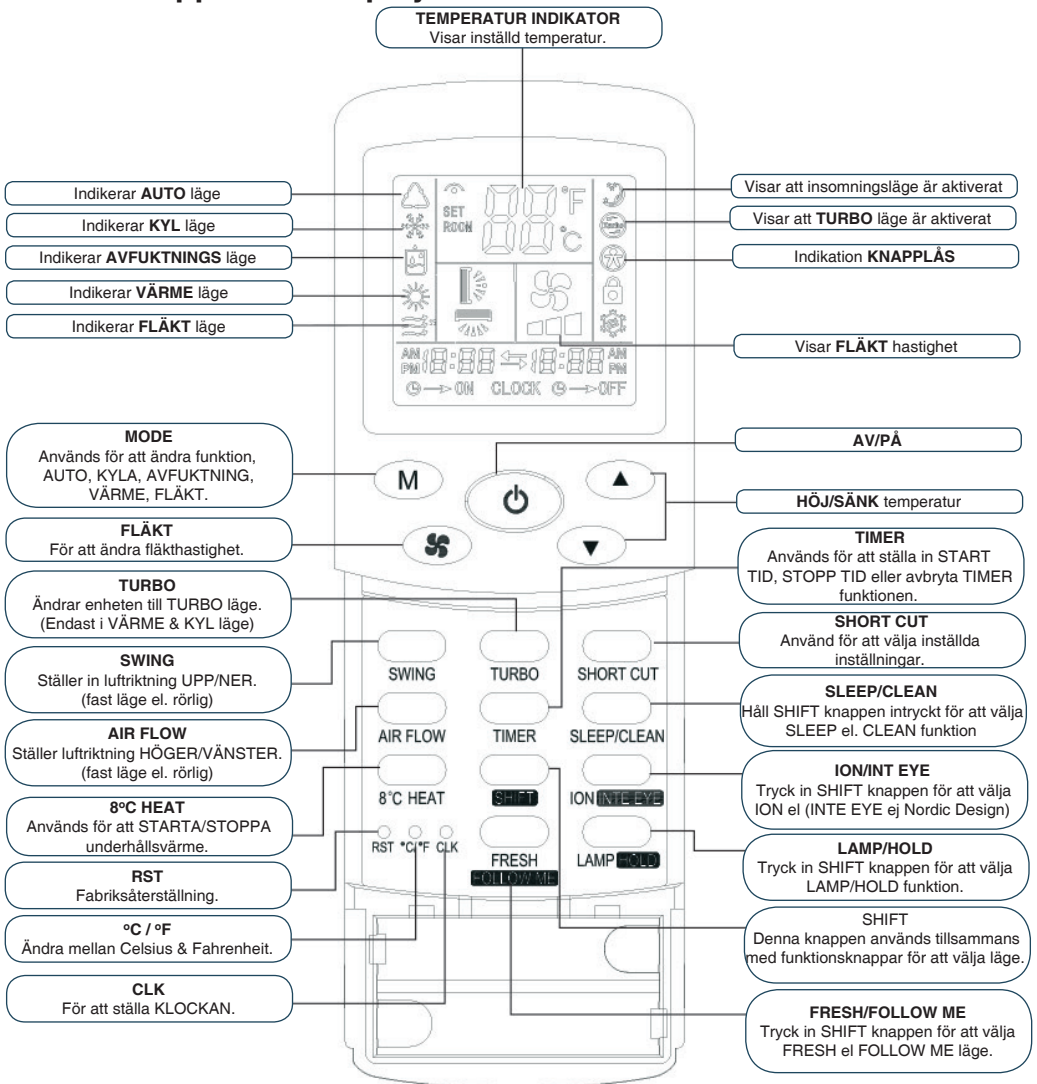 TEMPERATUR INDIKATOR
Visar inställd temperatur.
Indikerar AUTO läge
Indikerar KYL läge
Indikerar AVFUKTNINGS läge
Indikerar VÄRME läge
Indikerar FLÄKT läge
SET
ROOM
88
°F
°C
AM
PM
18:88
18:88
AM
PM
ON CLOCK OFF
Visar att insomningsläge är aktiverat
Visar att TURBO läge är aktiverat
Indikation KNAPPLÅS
Visar FLÄKT hastighet
MODE
Används för att ändra funktion,
AUTO, KYLA, AVFUKTNING,
VÄRME, FLÄKT.
FLÄKT
För att ändra fläkthastighet.
TURBO
Ändrar enheten till TURBO läge.
(Endast i VÄRME & KYL läge)
SWING
Ställer in luftriktning UPP/NER.
(fast läge el. rörlig)
AIR FLOW
Ställer luftriktning HÖGER/VÄNSTER.
(fast läge el. rörlig)
8ºC HEAT
Används för att STARTA/STOPPA
underhållsvärme.
RST
Fabriksåterställning.
ºC / ºF
Ändra mellan Celsius & Fahrenheit.
CLK
För att ställa KLOCKAN.
M
SWING TURBO SHORT CUT
AIR FLOW TIMER SLEEP/CLEAN
8°C HEAT SHIFT ION INTE EYE
RST °C/°F CLK
FRESH LAMP HOLD
FOLLOW ME
AV/PÅ
HÖJ/SÄNK temperatur
TIMER
Används för att ställa in START
TID, STOPP TID eller avbryta TIMER
funktionen.
SHORT CUT
Använd för att välja inställda
inställningar.
SLEEP/CLEAN
Håll SHIFT knappen intryckt för att välja
SLEEP el. CLEAN funktion
ION/INT EYE
Tryck in SHIFT knappen för att välja
ION el (INTE EYE ej Nordic Design)
LAMP/HOLD
Tryck in SHIFT knappen för att välja
LAMP/HOLD funktion.
SHIFT
Denna knappen används tillsammans
med funktionsknappar för att välja läge.
FRESH/FOLLOW ME
Tryck in SHIFT knappen för att välja
FRESH el FOLLOW ME läge.